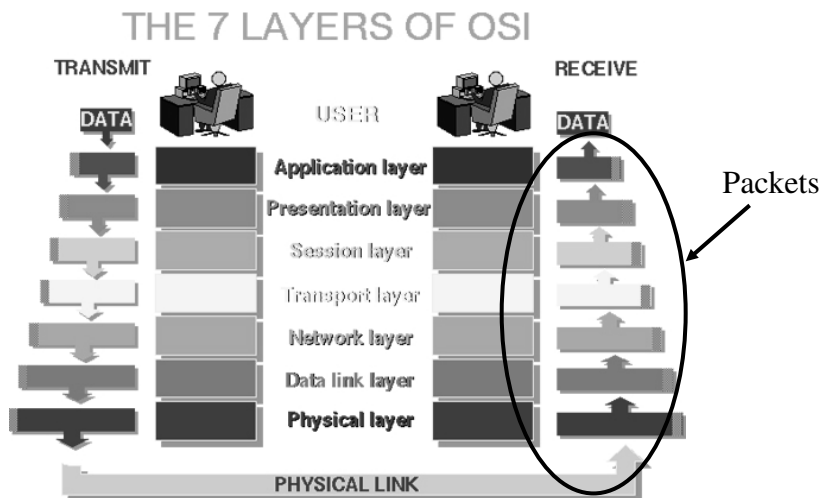 THE 7 LAYERS OF OSI
TRANSMIT
RECEIVE
USER
DATA
DATA
Application layer
Presentation layer
Session layer
Transport layer
Network layer
Data link layer
Physical layer
PHYSICAL LINK
Packets